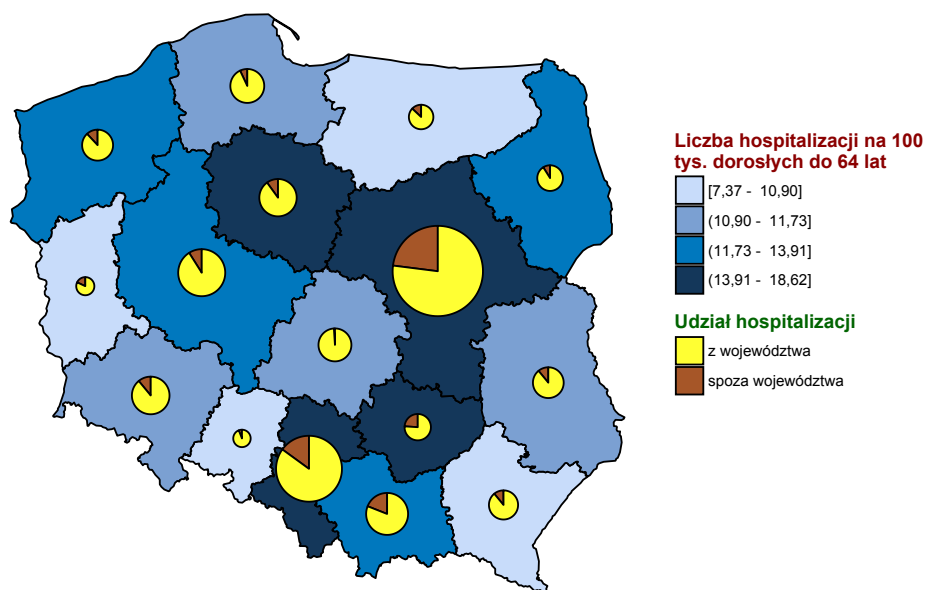 Liczba hospitalizacji na 100
tys. dorosłych do 64 lat
[7,37 - 10,90]
(10,90 - 11,73]
(11,73 - 13,91]
(13,91 - 18,62]
Udział hospitalizacji
z województwa
spoza województwa